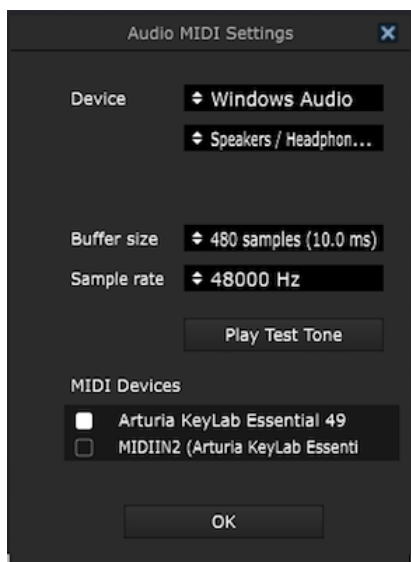 Audio MIDI Settings
Device
Windows Audio
Speakers / Headphon...
Buffer size
480 samples (10.0 ms)
Sample rate
48000 Hz
Play Test Tone
MIDI Devices
Arturia KeyLab Essential 49
MIDIIN2 (Arturia KeyLab Essenti
OK